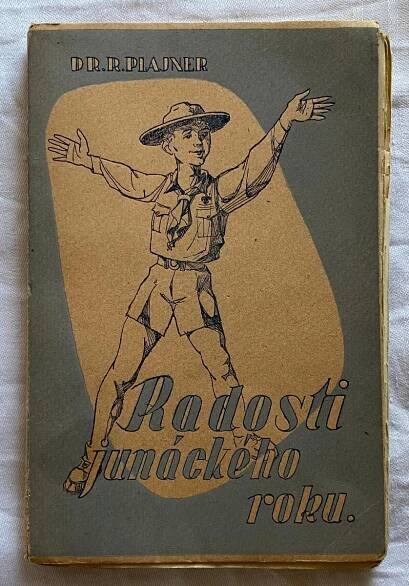 DR. R. PLAJNER
Radosti
junáckého
roku.